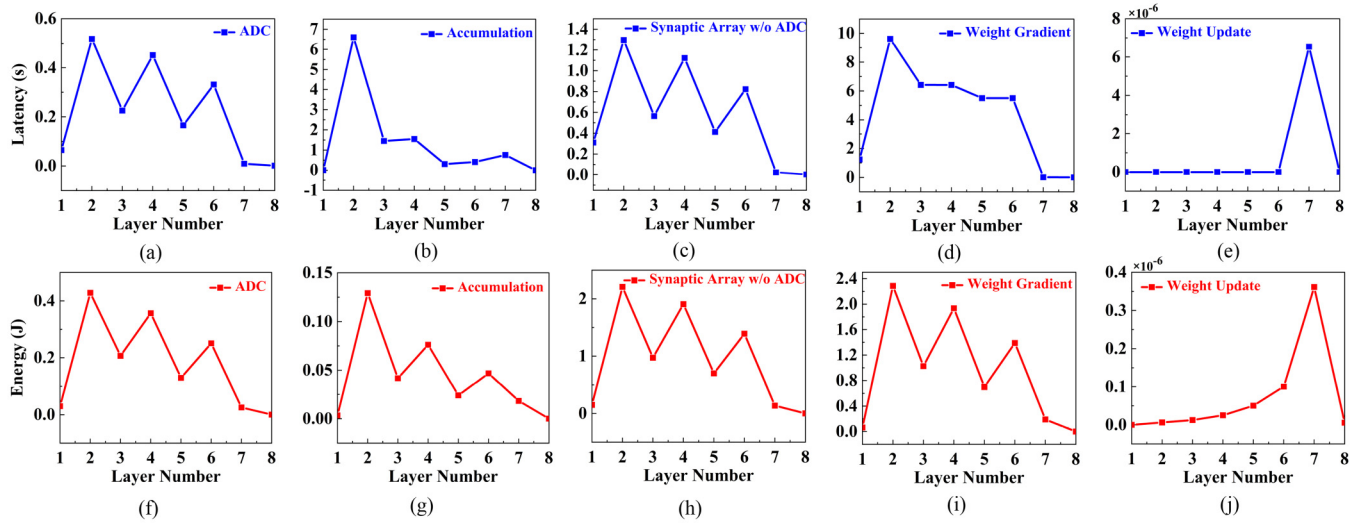 0.6
0.4
0.2
0.0
Latency (s)
ADC
1 2 3 4 5 6 7 8
Layer Number
(a)
7
6
5
4
3
2
1
0
-1
Accumulation
1 2 3 4 5 6 7 8
Layer Number
(b)
1.4
1.2
1.0
0.8
0.6
0.4
0.2
0.0
Synaptic Array w/o ADC
1 2 3 4 5 6 7 8
Layer Number
(c)
10
8
6
4
2
0
Weight Gradient
1 2 3 4 5 6 7 8
Layer Number
(d)
×10⁻⁶
8
6
4
2
0
Weight Update
1 2 3 4 5 6 7 8
Layer Number
(e)
0.4
0.2
0.0
Energy (J)
ADC
1 2 3 4 5 6 7 8
Layer Number
(f)
0.15
0.10
0.05
0.00
Accumulation
1 2 3 4 5 6 7 8
Layer Number
(g)
2
1
0
Synaptic Array w/o ADC
1 2 3 4 5 6 7 8
Layer Number
(h)
2.4
2.0
1.6
1.2
0.8
0.4
0.0
Weight Gradient
1 2 3 4 5 6 7 8
Layer Number
(i)
×10⁻⁶
0.4
0.3
0.2
0.1
0.0
Weight Update
1 2 3 4 5 6 7 8
Layer Number
(j)